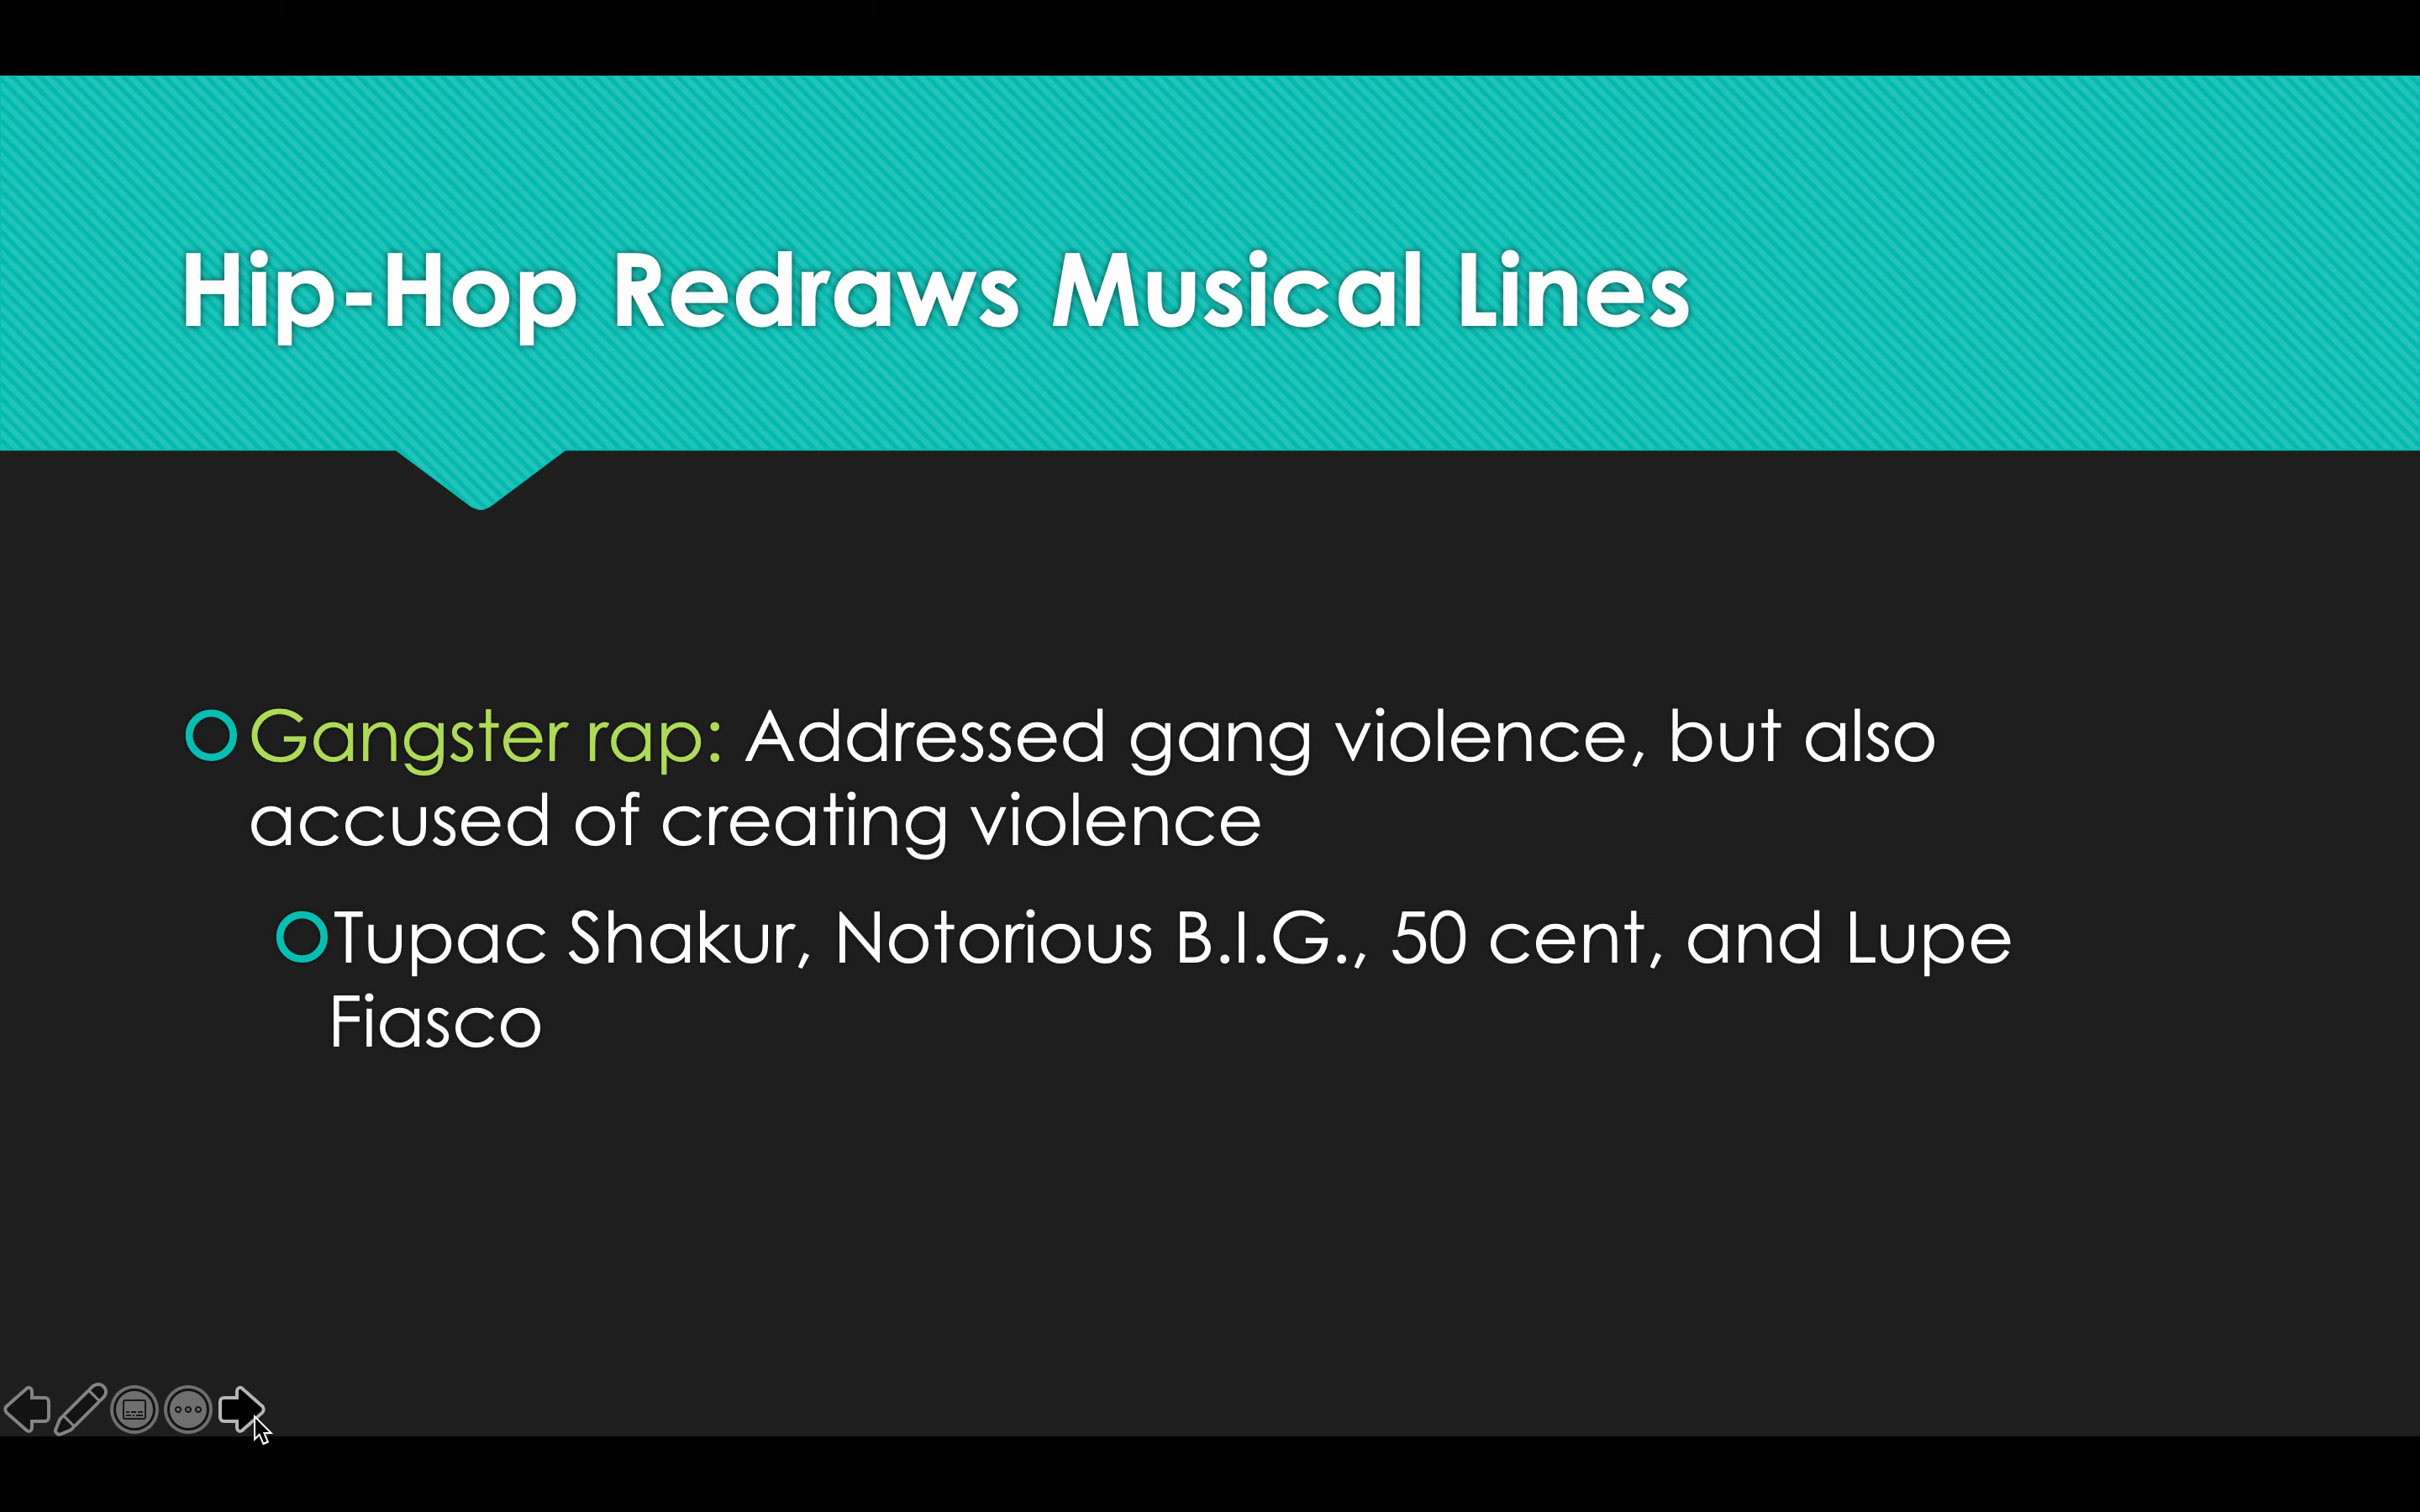 Hip-Hop Redraws Musical Lines
Gangster rap: Addressed gang violence, but also
accused of creating violence
Tupac Shakur, Notorious B.I.G., 50 cent, and Lupe
Fiasco